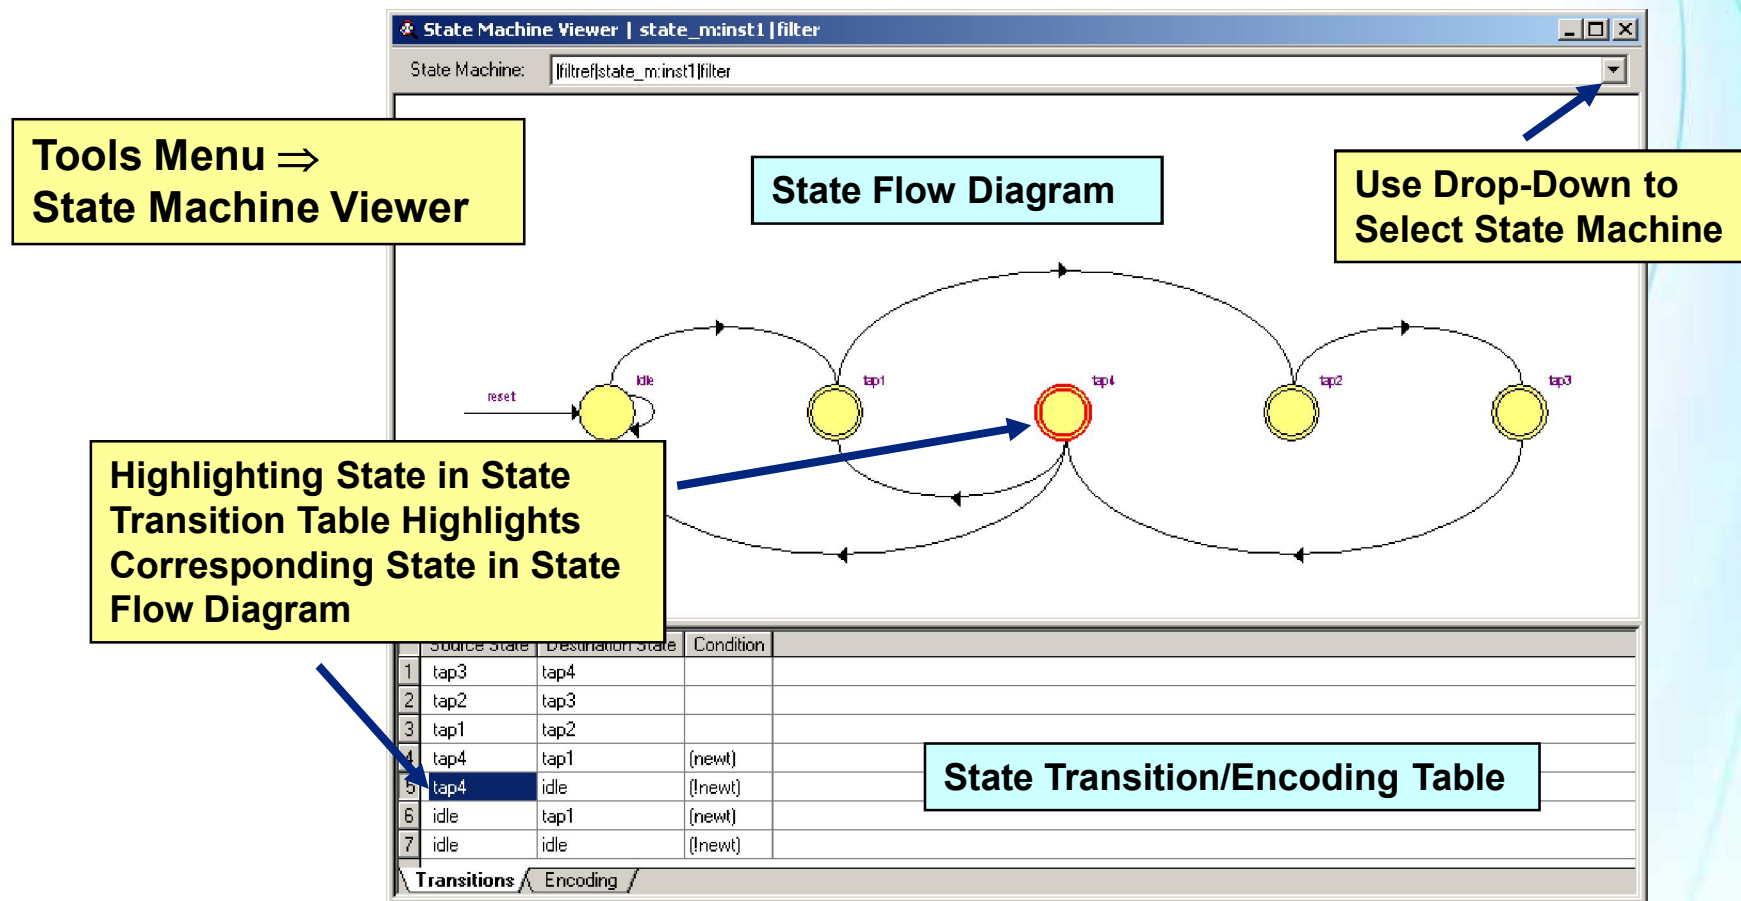 State Machine Viewer | state_m:inst1|filter
State Machine:
|filtref|state_m:inst1|filter
Tools Menu ⇒
State Machine Viewer
State Flow Diagram
Use Drop-Down to
Select State Machine
reset
idle
tap1
tap4
tap2
tap3
Highlighting State in State
Transition Table Highlights
Corresponding State in State
Flow Diagram
Source State Destination State Condition
1 tap3 tap4
2 tap2 tap3
3 tap1 tap2
4 tap4 tap1 (newt)
5 tap4 idle (!newt)
6 idle tap1 (newt)
7 idle idle (!newt)
State Transition/Encoding Table
Transitions Encoding